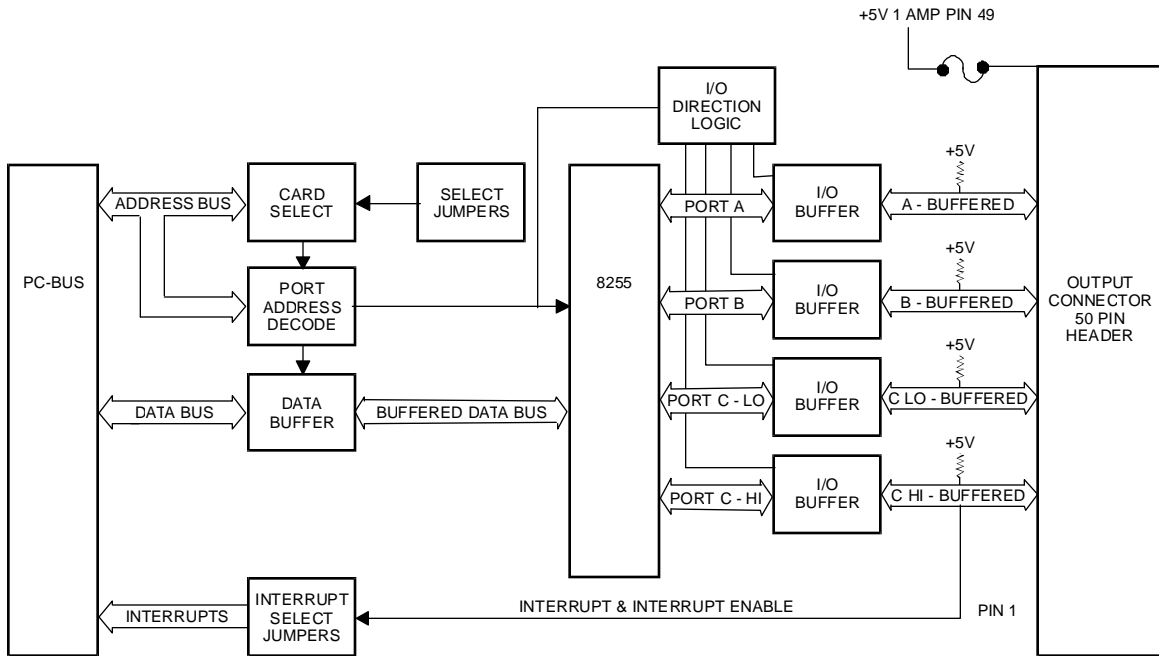 +5V 1 AMP PIN 49
I/O
DIRECTION
LOGIC
+5V
ADDRESS BUS
CARD
SELECT
SELECT
JUMPERS
PORT A
I/O
BUFFER
A - BUFFERED
PC-BUS
PORT
ADDRESS
DECODE
8255
+5V
PORT B
I/O
BUFFER
B - BUFFERED
OUTPUT
CONNECTOR
50 PIN
HEADER
+5V
DATA BUS
DATA
BUFFER
BUFFERED DATA BUS
PORT C - LO
I/O
BUFFER
C LO - BUFFERED
+5V
PORT C - HI
I/O
BUFFER
C HI - BUFFERED
INTERRUPTS
INTERRUPT
SELECT
JUMPERS
INTERRUPT & INTERRUPT ENABLE
PIN 1